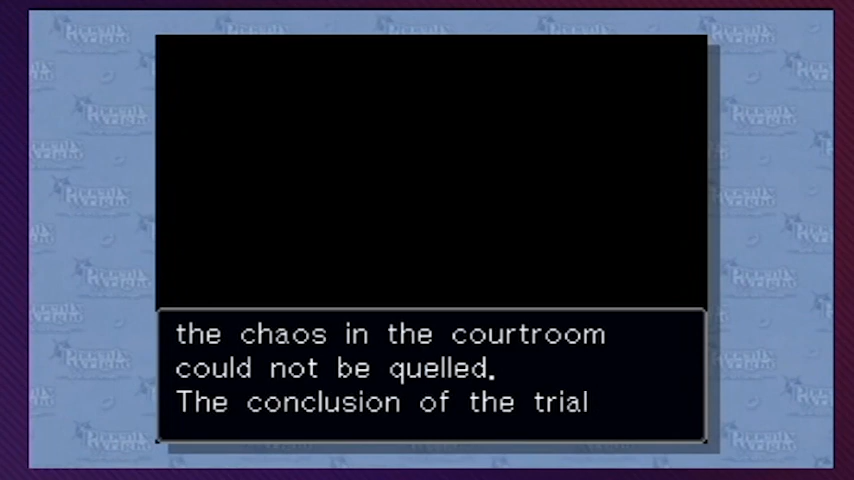 the chaos in the courtroom
could not be quelled.
The conclusion of the trial